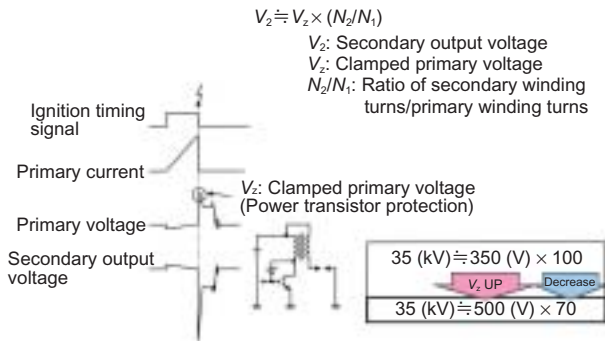 V₂≒Vz×(N₂/N₁)
V₂: Secondary output voltage
Vz: Clamped primary voltage
N₂/N₁: Ratio of secondary winding
turns/primary winding turns
Ignition timing
signal
Primary current
Vz: Clamped primary voltage
(Power transistor protection)
Primary voltage
Secondary output
voltage
35 (kV)≒350 (V) × 100
Vz UP Decrease
35 (kV)≒500 (V) × 70